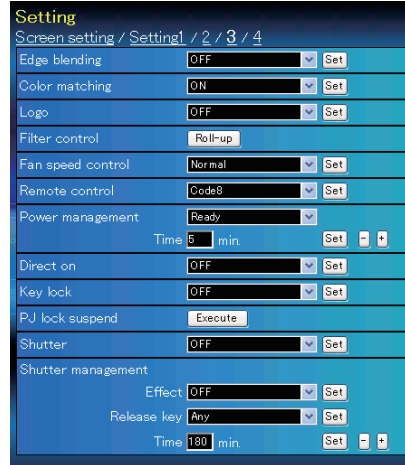 Setting
Screen setting / Setting1 / 2 / 3 / 4
Edge blending OFF Set
Color matching ON Set
Logo OFF Set
Filter control Roll-up
Fan speed control Normal Set
Remote control Code8 Set
Power management Ready
Time 5 min. Set - +
Direct on OFF Set
Key lock OFF Set
PJ lock suspend Execute
Shutter OFF Set
Shutter management
Effect OFF Set
Release key Any Set
Time 180 min. Set - +